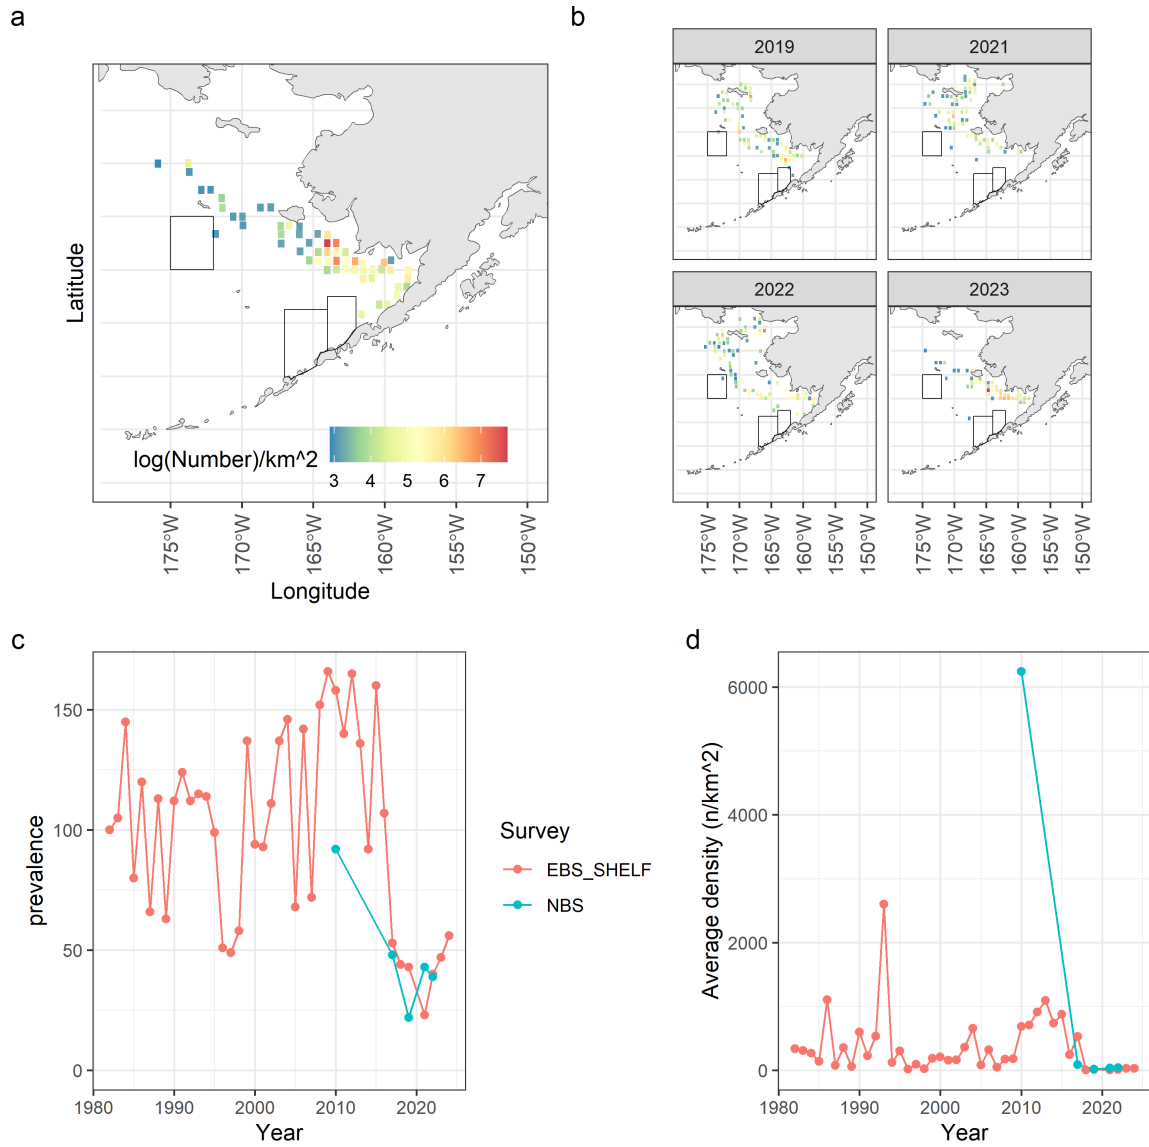 a
b
Latitude
log(Number)/km^2
3 4 5 6 7
175°W 170°W 165°W 160°W 155°W 150°W
Longitude
2019 2021
2022 2023
175°W 170°W 165°W 160°W 155°W 150°W 175°W 170°W 165°W 160°W 155°W 150°W
c
prevalence
150
100
50
0
1980 1990 2000 2010 2020
Year
Survey
EBS_SHELF
NBS
d
Average density (n/km^2)
6000
4000
2000
0
1980 1990 2000 2010 2020
Year